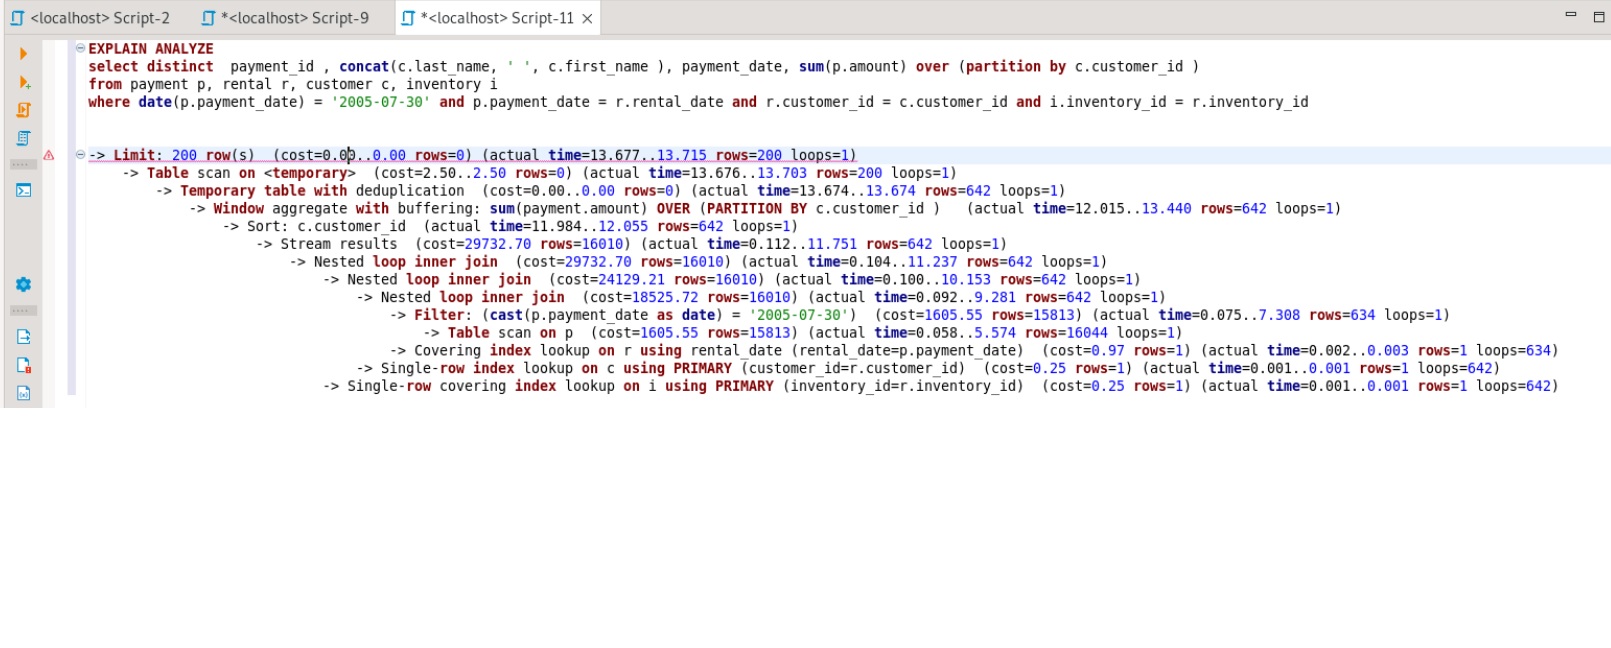 <localhost> Script-2 *<localhost> Script-9 *<localhost> Script-11
EXPLAIN ANALYZE
select distinct payment_id , concat(c.last_name, ' ', c.first_name ), payment_date, sum(p.amount) over (partition by c.customer_id )
from payment p, rental r, customer c, inventory i
where date(p.payment_date) = '2005-07-30' and p.payment_date = r.rental_date and r.customer_id = c.customer_id and i.inventory_id = r.inventory_id
-> Limit: 200 row(s) (cost=0.00..0.00 rows=0) (actual time=13.677..13.715 rows=200 loops=1)
-> Table scan on <temporary> (cost=2.50..2.50 rows=0) (actual time=13.676..13.703 rows=200 loops=1)
-> Temporary table with deduplication (cost=0.00..0.00 rows=0) (actual time=13.674..13.674 rows=642 loops=1)
-> Window aggregate with buffering: sum(payment.amount) OVER (PARTITION BY c.customer_id ) (actual time=12.015..13.440 rows=642 loops=1)
-> Sort: c.customer_id (actual time=11.984..12.055 rows=642 loops=1)
-> Stream results (cost=29732.70 rows=16010) (actual time=0.112..11.751 rows=642 loops=1)
-> Nested loop inner join (cost=29732.70 rows=16010) (actual time=0.104..11.237 rows=642 loops=1)
-> Nested loop inner join (cost=24129.21 rows=16010) (actual time=0.100..10.153 rows=642 loops=1)
-> Nested loop inner join (cost=18525.72 rows=16010) (actual time=0.092..9.281 rows=642 loops=1)
-> Filter: (cast(p.payment_date as date) = '2005-07-30') (cost=1605.55 rows=15813) (actual time=0.075..7.308 rows=634 loops=1)
-> Table scan on p (cost=1605.55 rows=15813) (actual time=0.058..5.574 rows=16044 loops=1)
-> Covering index lookup on r using rental_date (rental_date=p.payment_date) (cost=0.97 rows=1) (actual time=0.002..0.003 rows=1 loops=634)
-> Single-row index lookup on c using PRIMARY (customer_id=r.customer_id) (cost=0.25 rows=1) (actual time=0.001..0.001 rows=1 loops=642)
-> Single-row covering index lookup on i using PRIMARY (inventory_id=r.inventory_id) (cost=0.25 rows=1) (actual time=0.001..0.001 rows=1 loops=642)